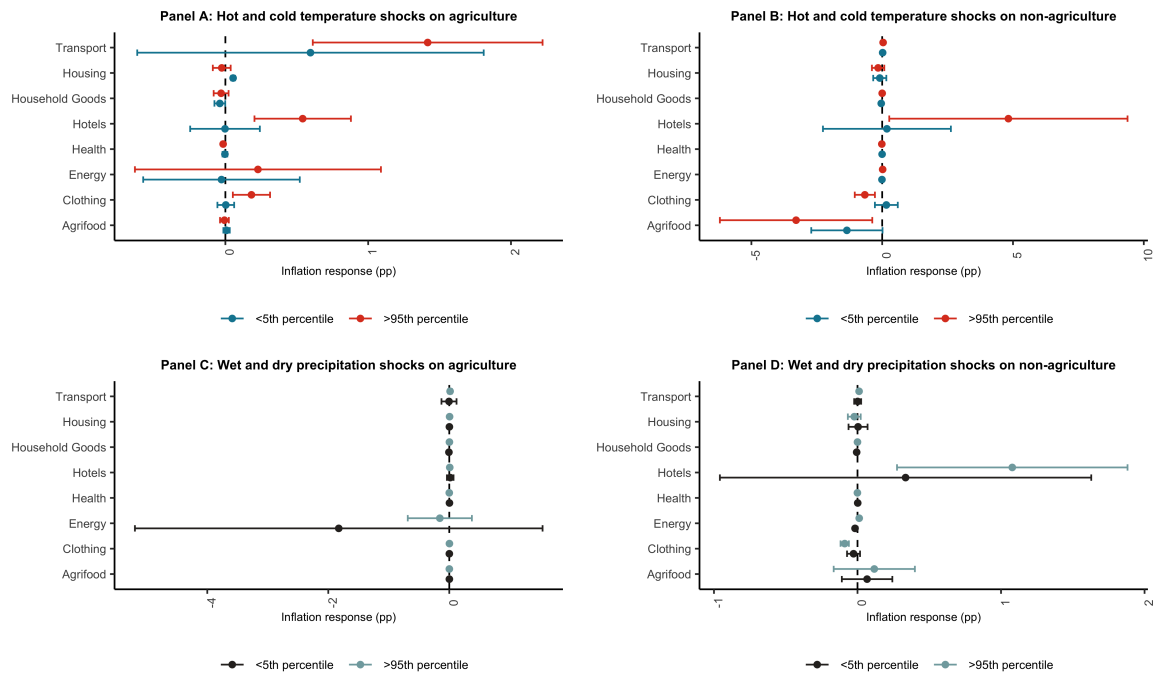 Panel A: Hot and cold temperature shocks on agriculture
Transport
Housing
Household Goods
Hotels
Health
Energy
Clothing
Agrifood
0
1
2
Inflation response (pp)
<5th percentile
>95th percentile
Panel B: Hot and cold temperature shocks on non-agriculture
Transport
Housing
Household Goods
Hotels
Health
Energy
Clothing
Agrifood
-5
0
5
10
Inflation response (pp)
<5th percentile
>95th percentile
Panel C: Wet and dry precipitation shocks on agriculture
Transport
Housing
Household Goods
Hotels
Health
Energy
Clothing
Agrifood
-4
-2
0
Inflation response (pp)
<5th percentile
>95th percentile
Panel D: Wet and dry precipitation shocks on non-agriculture
Transport
Housing
Household Goods
Hotels
Health
Energy
Clothing
Agrifood
-1
0
1
2
Inflation response (pp)
<5th percentile
>95th percentile